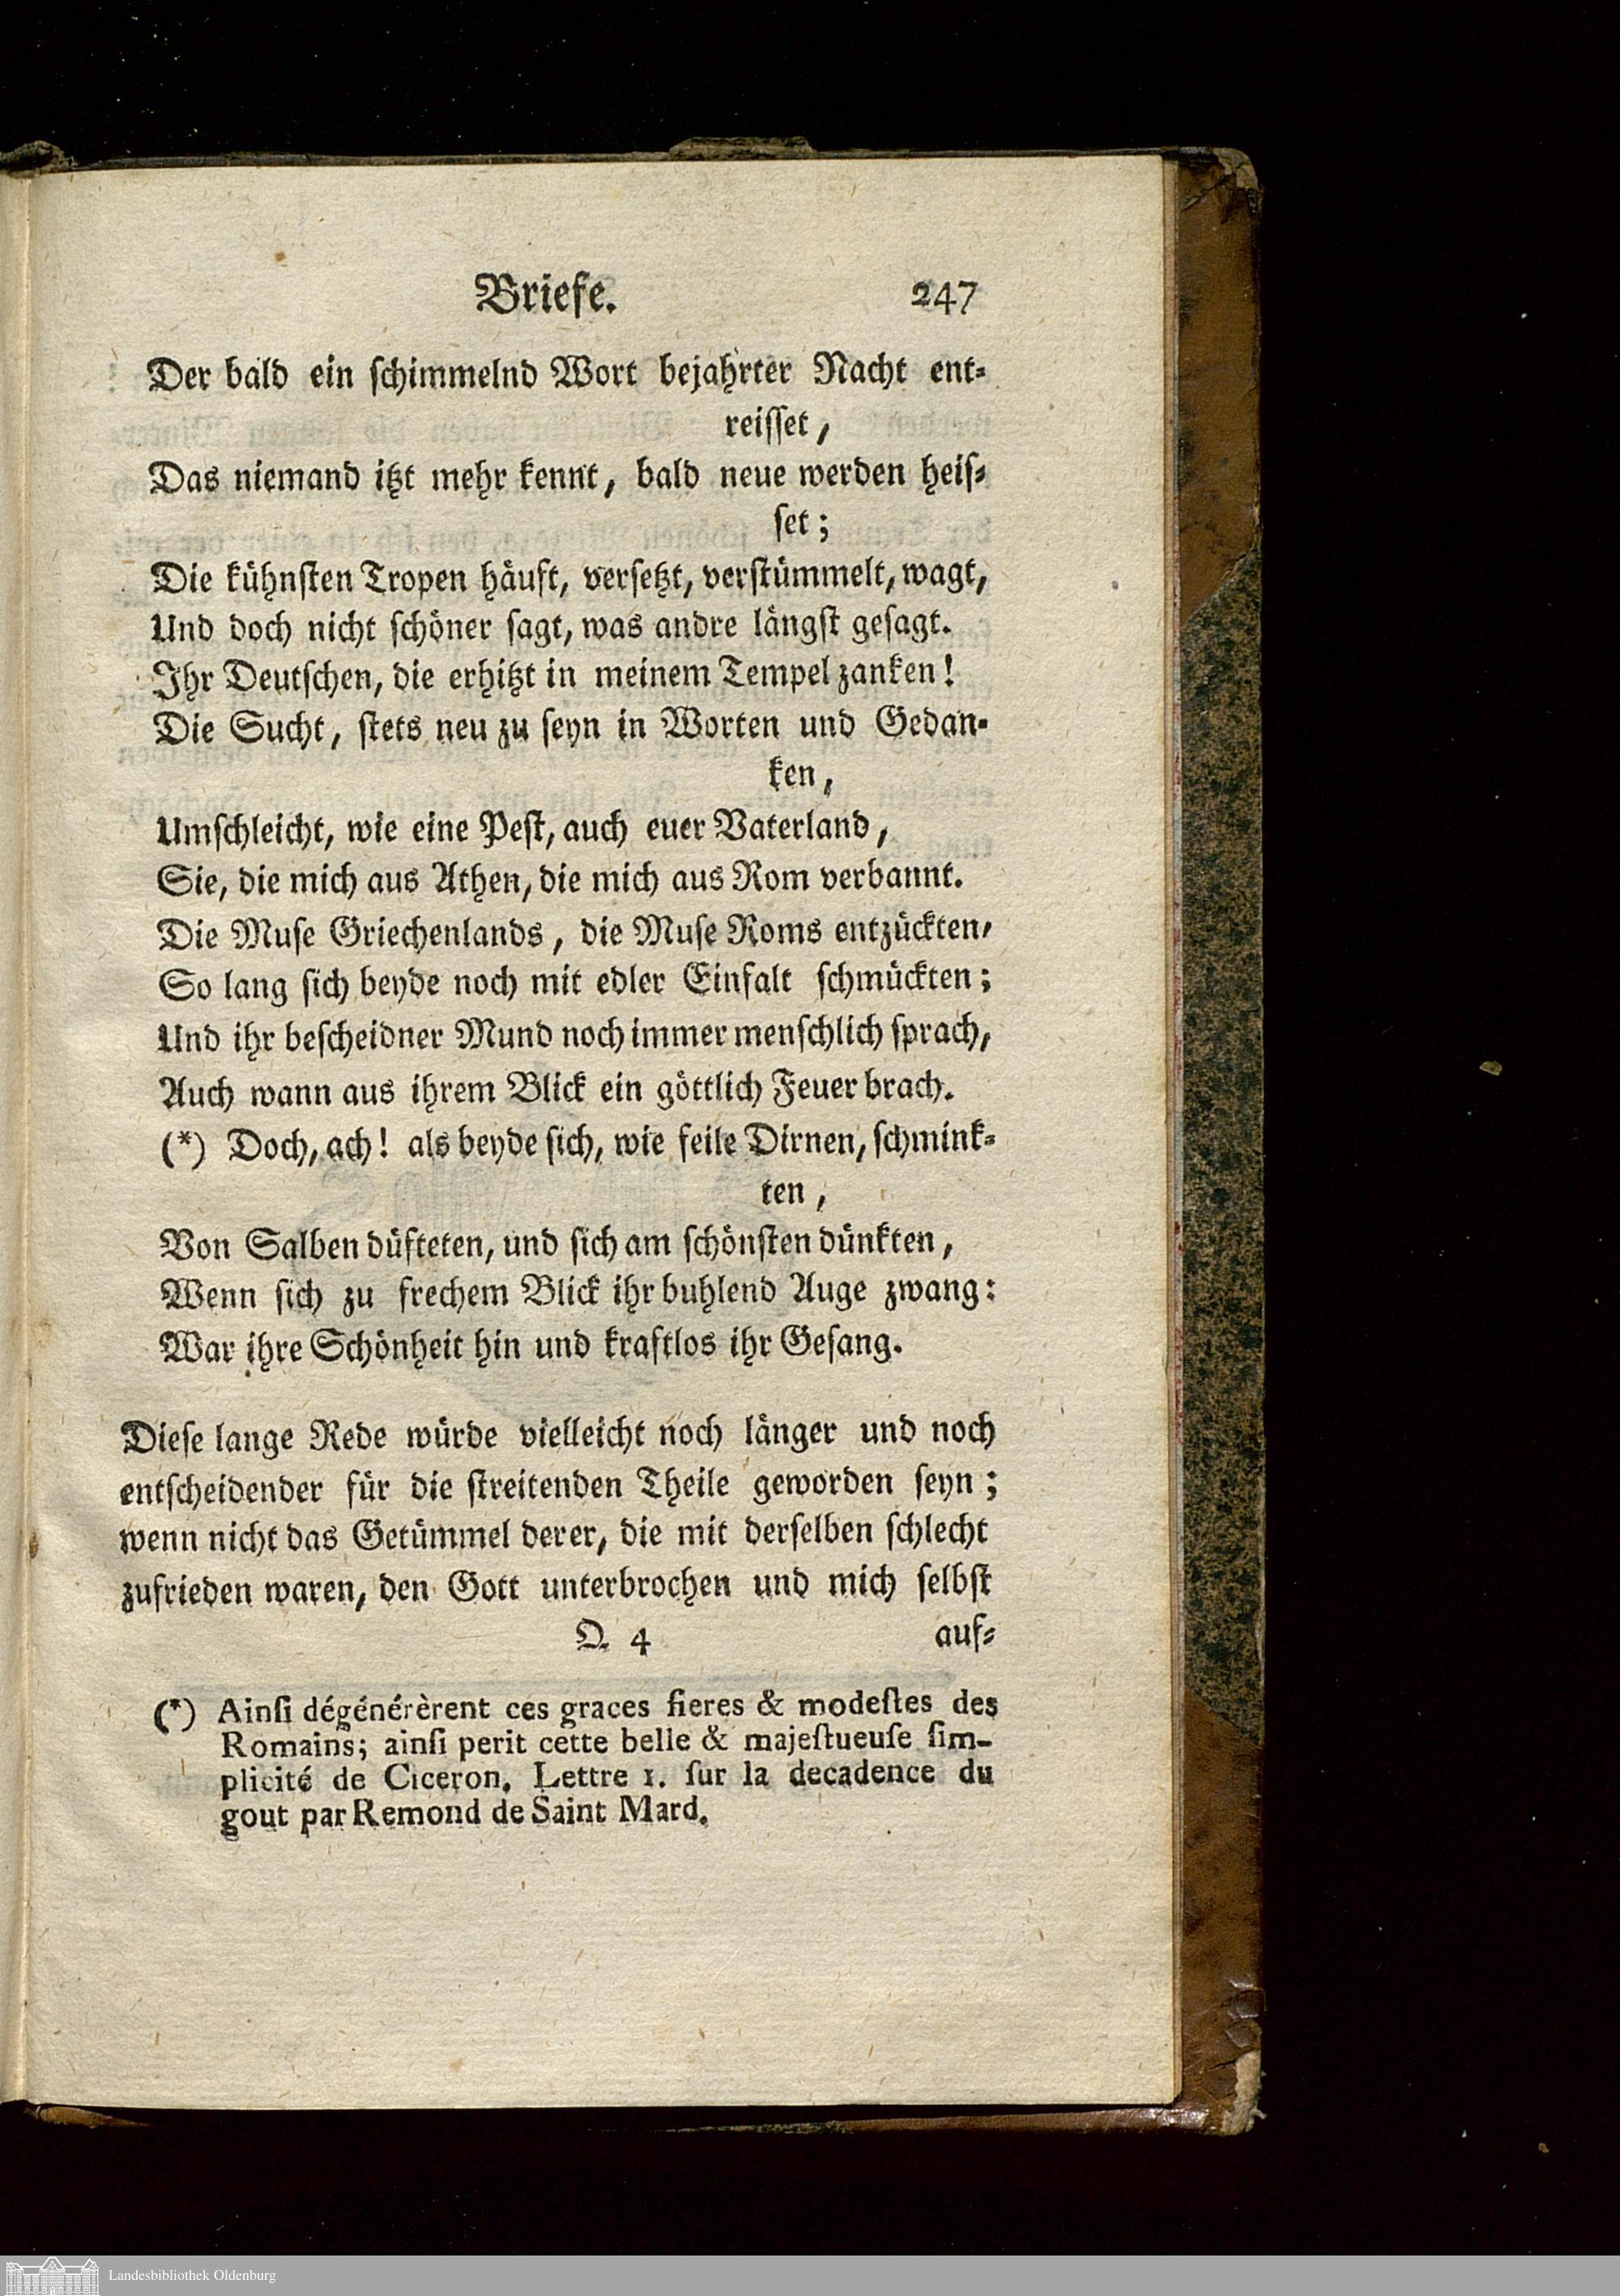 Briefe. 247
Der bald ein schimmelnd Wort bejahrter Nacht ent-
reisset,
Das niemand itzt mehr kennt, bald neue werden heis-
set;
Die kühnsten Tropen häuft, versetzt, verstümmelt, wagt,
Und doch nicht schöner sagt, was andre längst gesagt.
Ihr Deutschen, die erhitzt in meinem Tempel zanken!
Die Sucht, stets neu zu seyn in Worten und Gedan-
ken,
Umschleicht, wie eine Pest, auch euer Vaterland,
Sie, die mich aus Athen, die mich aus Rom verbannt.
Die Muse Griechenlands, die Muse Roms entzückten,
So lang sich beyde noch mit edler Einfalt schmückten;
Und ihr bescheidner Mund noch immer menschlich sprach,
Auch wann aus ihrem Blick ein göttlich Feuer brach.
(*) Doch, ach! als beyde sich, wie feile Dirnen, schmink-
ten,
Von Salben düfteten, und sich am schönsten dünkten,
Wenn sich zu frechem Blick ihr buhlend Auge zwang:
War ihre Schönheit hin und kraftlos ihr Gesang.
Diese lange Rede würde vielleicht noch länger und noch
entscheidender für die streitenden Theile geworden seyn;
wenn nicht das Getümmel derer, die mit derselben schlecht
zufrieden waren, den Gott unterbrochen und mich selbst
Q 4 auf-
(*) Ainſi dégénérèrent ces graces fieres & modeſtes des
Romains; ainſi perit cette belle & majeſtueuſe ſim-
plicité de Ciceron. Lettre 1. ſur la decadence du
gout par Remond de Saint Mard.
Landesbibliothek Oldenburg